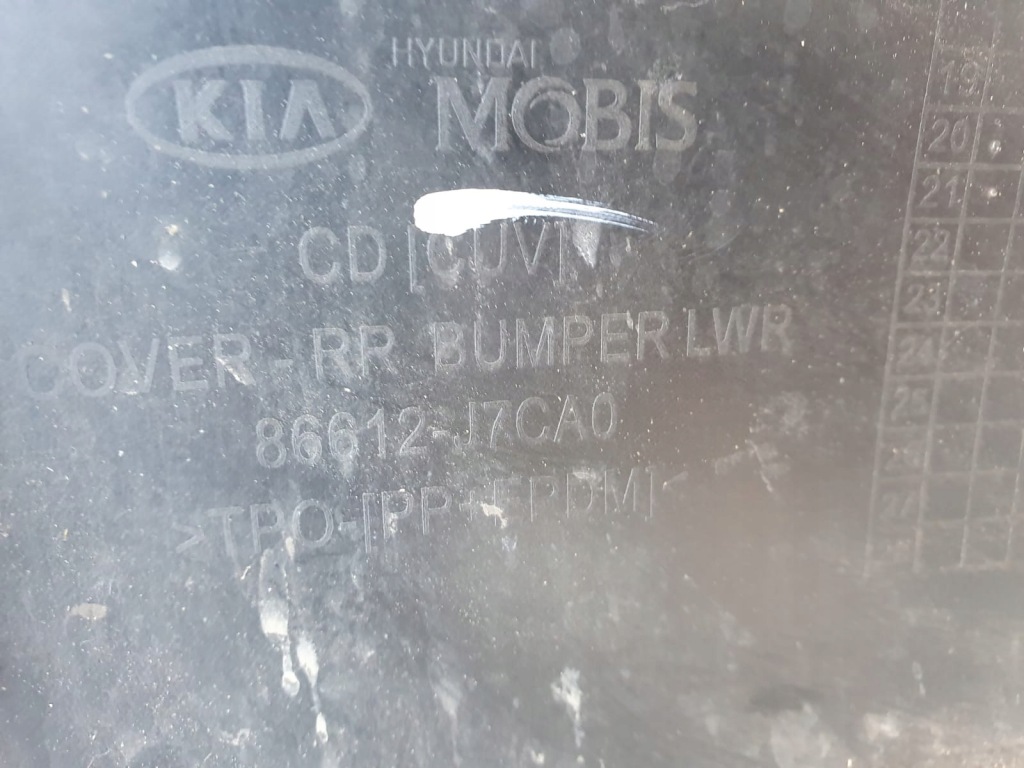 KIA
HYUNDAI
MOBIS
CD [CUV]
COVER-RR BUMPER LWR
86612-J7CA0
>TPO-[PP+EPDM]<
19
20
21
22
23
24
25
27